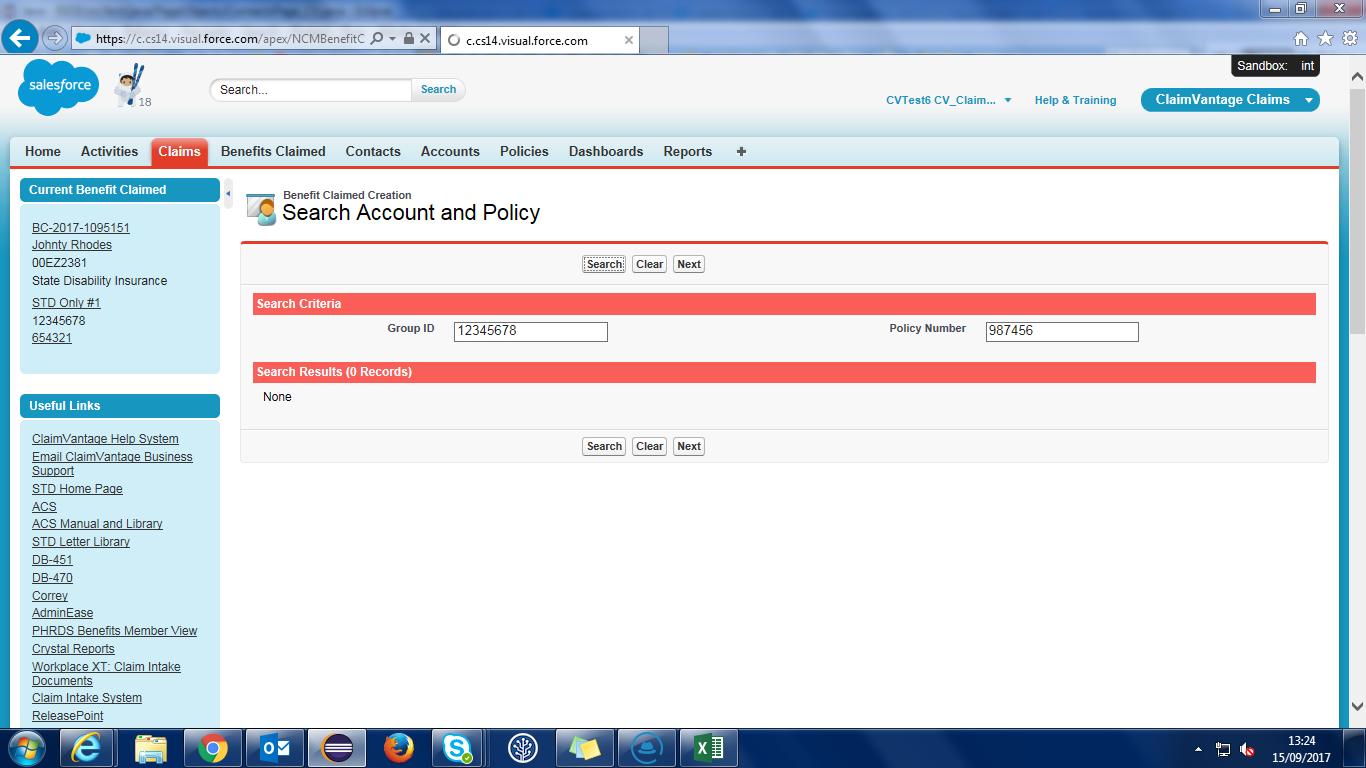 https://c.cs14.visual.force.com/apex/NCMBenefitC
c.cs14.visual.force.com
Sandbox: int
salesforce
18
Search...
Search
CVTest6 CV_Claim...
Help & Training
ClaimVantage Claims
Home
Activities
Claims
Benefits Claimed
Contacts
Accounts
Policies
Dashboards
Reports
Current Benefit Claimed
BC-2017-1095151
Johnty Rhodes
00EZ2381
State Disability Insurance
STD Only #1
12345678
654321
Useful Links
ClaimVantage Help System
Email ClaimVantage Business
Support
STD Home Page
ACS
ACS Manual and Library
STD Letter Library
DB-451
DB-470
Correy
AdminEase
PHRDS Benefits Member View
Crystal Reports
Workplace XT: Claim Intake
Documents
Claim Intake System
ReleasePoint
Benefit Claimed Creation
Search Account and Policy
Search Clear Next
Search Criteria
Group ID 12345678 Policy Number 987456
Search Results (0 Records)
None
Search Clear Next
13:24
15/09/2017